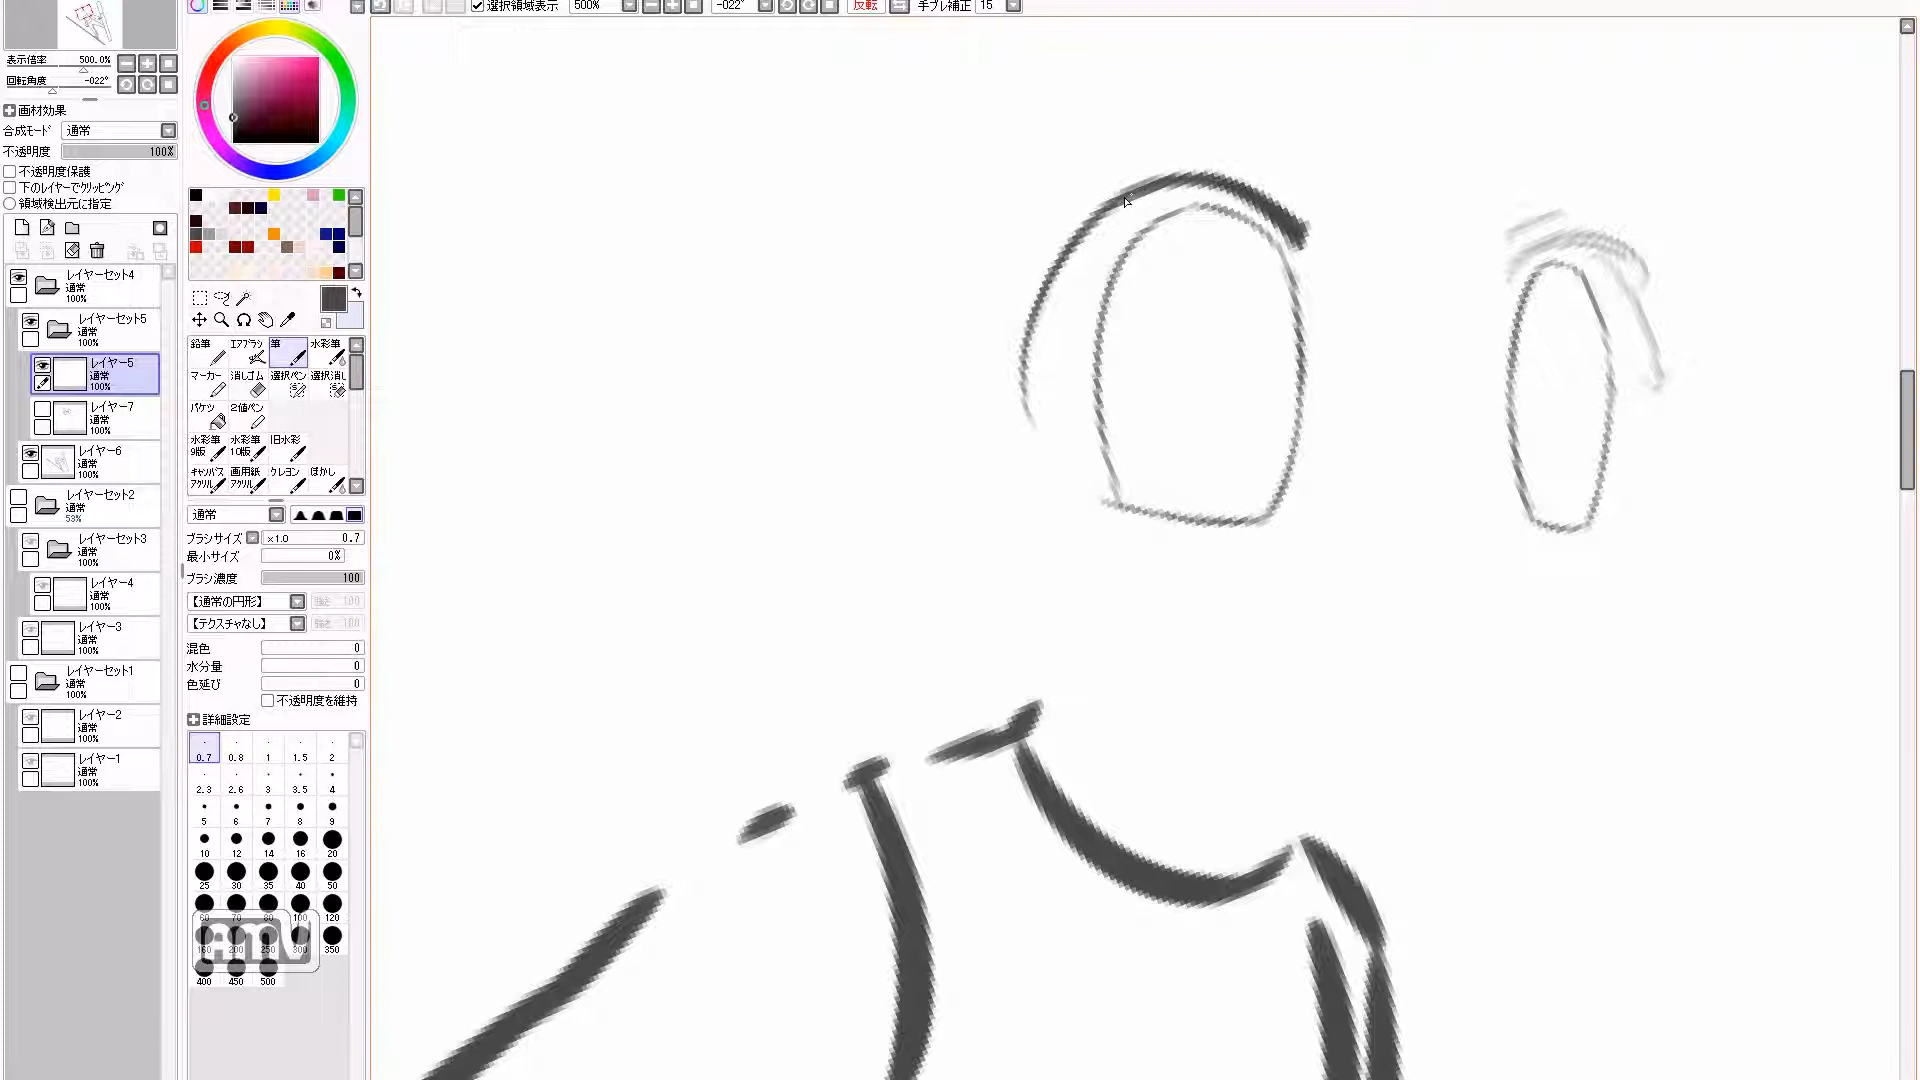 選択領域表示 500% -022° 反転 手ブレ補正 15
表示倍率 500.0%
回転角度 -022°
画材効果
合成モード 通常
不透明度 100%
不透明度保護
下のレイヤーでクリッピング
領域検出元に指定
レイヤーセット4
通常
100%
レイヤーセット5
通常
100%
レイヤー5
通常
100%
レイヤー7
通常
100%
レイヤー6
通常
100%
レイヤーセット2
通常
53%
レイヤーセット3
通常
100%
レイヤー4
通常
100%
レイヤー3
通常
100%
レイヤーセット1
通常
100%
レイヤー2
通常
100%
レイヤー1
通常
100%
鉛筆 エアブラシ 筆 水彩筆
マーカー 消しゴム 選択ペン 選択消し
バケツ 2値ペン
水彩筆 水彩筆 旧水彩
9版 10版
キャンバス 画用紙 クレヨン ぼかし
アクリル アクリル
通常
ブラシサイズ x1.0 0.7
最小サイズ 0%
ブラシ濃度 100
【通常の円形】 強さ 100
【テクスチャなし】 強さ 100
混色 0
水分量 0
色延び 0
不透明度を維持
詳細設定
0.7 0.8 1 1.5 2
2.3 2.6 3 3.5 4
5 6 7 8 9
10 12 14 16 20
25 30 35 40 50
60 70 80 100 120
160 200 250 300 350
400 450 500
AMV